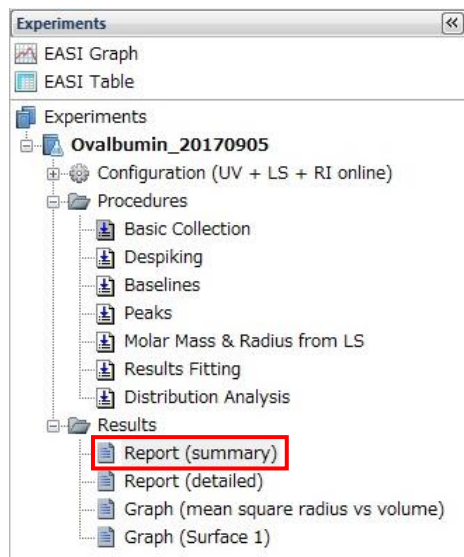 Experiments
EASI Graph
EASI Table
Experiments
Ovalbumin_20170905
Configuration (UV + LS + RI online)
Procedures
Basic Collection
Despiking
Baselines
Peaks
Molar Mass & Radius from LS
Results Fitting
Distribution Analysis
Results
Report (summary)
Report (detailed)
Graph (mean square radius vs volume)
Graph (Surface 1)